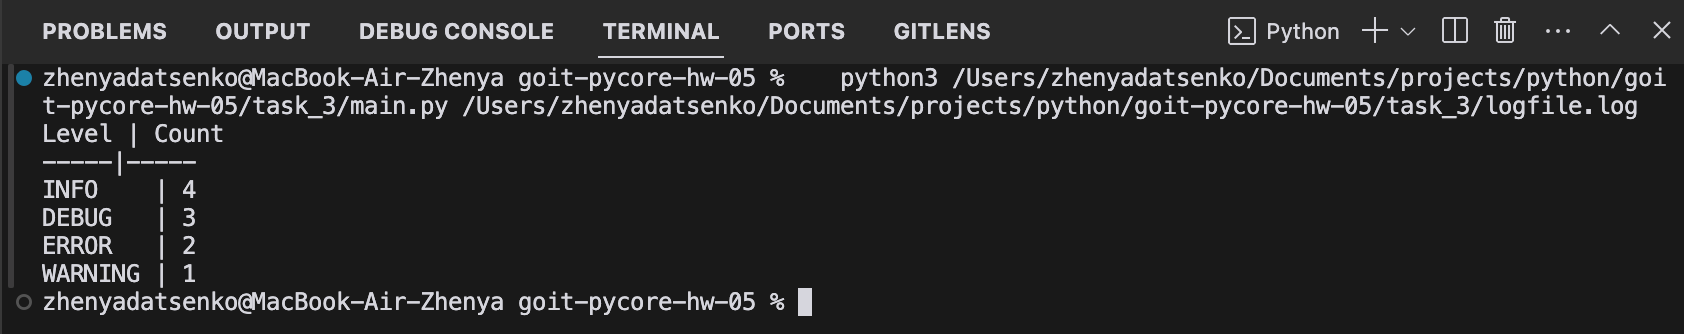 PROBLEMS OUTPUT DEBUG CONSOLE TERMINAL PORTS GITLENS Python
zhenyadatsenko@MacBook-Air-Zhenya goit-pycore-hw-05 %    python3 /Users/zhenyadatsenko/Documents/projects/python/goi
t-pycore-hw-05/task_3/main.py /Users/zhenyadatsenko/Documents/projects/python/goit-pycore-hw-05/task_3/logfile.log
Level | Count
-----|-----
INFO    | 4
DEBUG   | 3
ERROR   | 2
WARNING | 1
zhenyadatsenko@MacBook-Air-Zhenya goit-pycore-hw-05 %